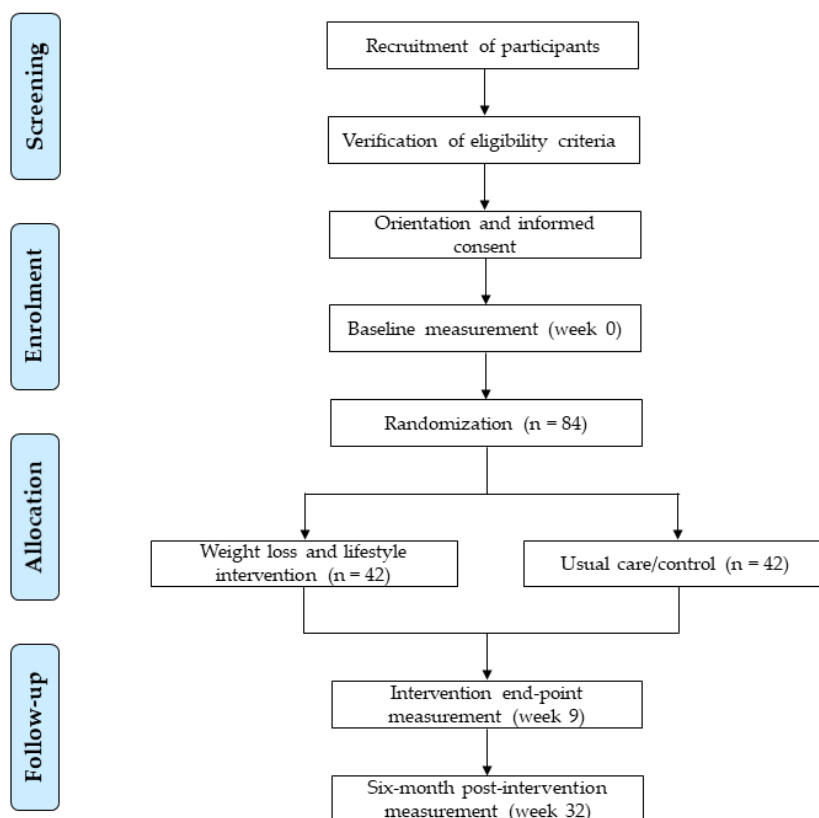 Screening
Recruitment of participants
Verification of eligibility criteria
Enrolment
Orientation and informed
consent
Baseline measurement (week 0)
Randomization (n = 84)
Allocation
Weight loss and lifestyle
intervention (n = 42)
Usual care/control (n = 42)
Follow-up
Intervention end-point
measurement (week 9)
Six-month post-intervention
measurement (week 32)